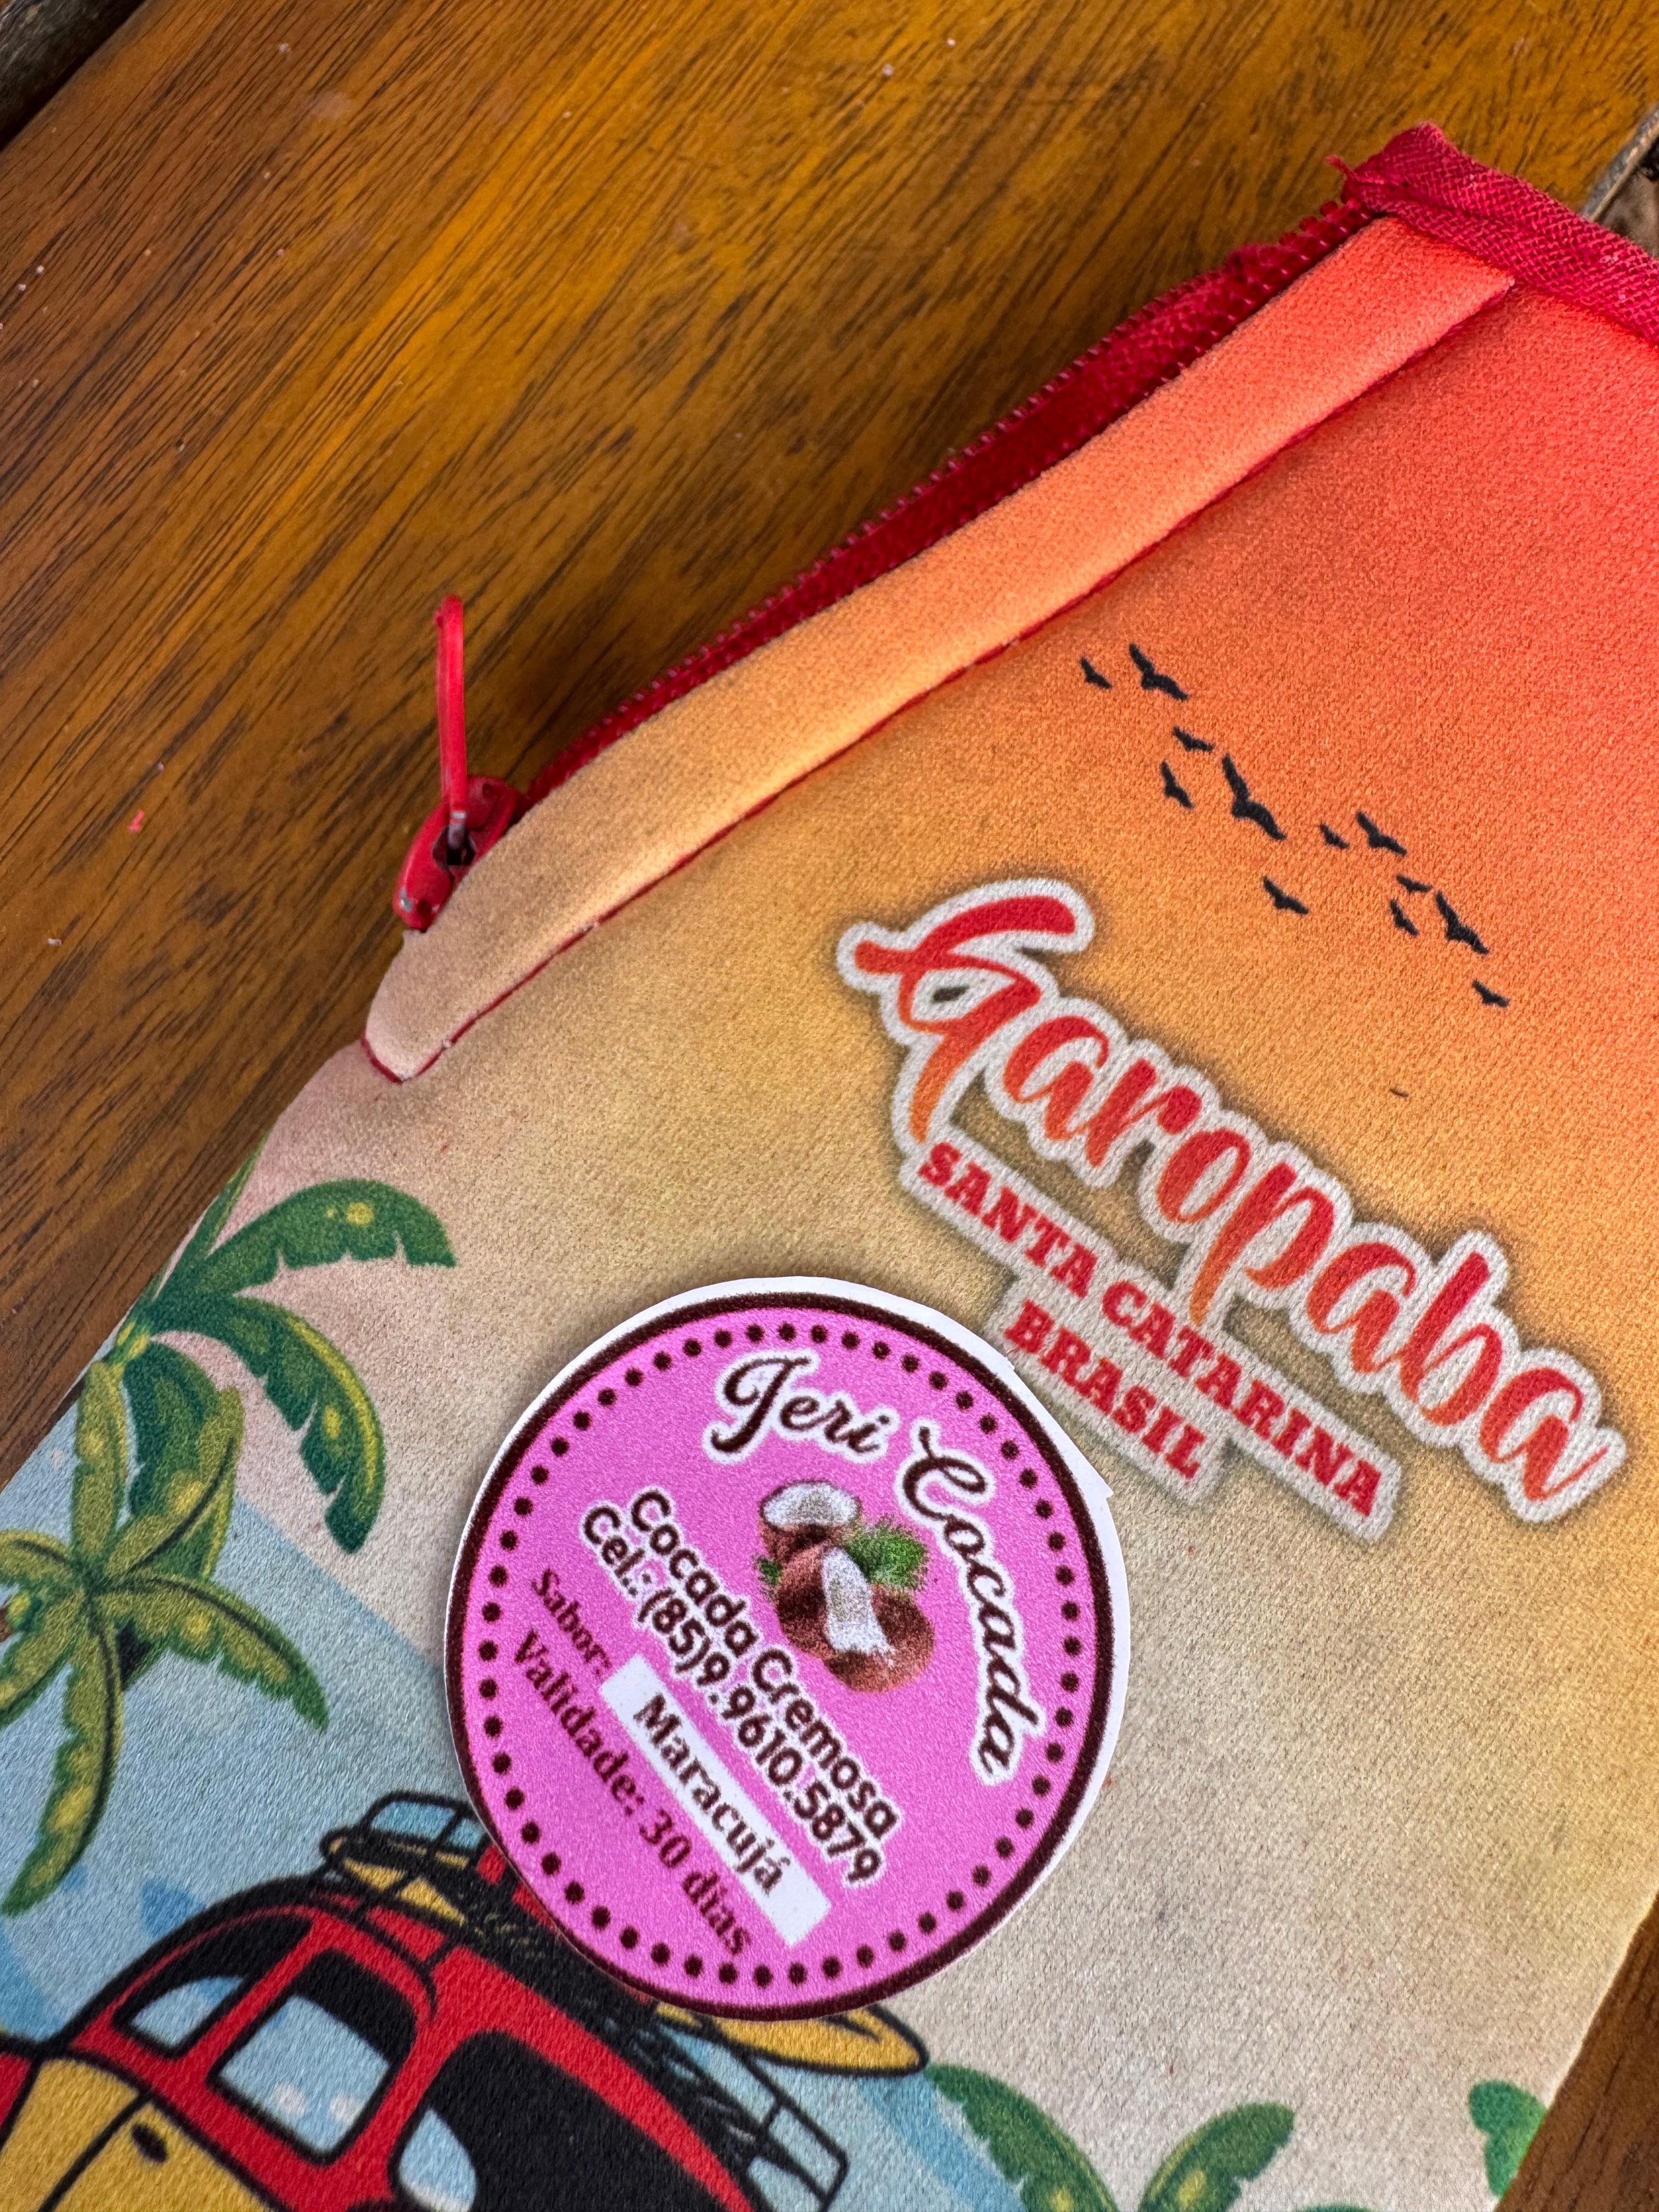 Garopaba
SANTA CATARINA
BRASIL
Jeri Cocada
Cocada Cremosa
Cel.: (85)9.9610.5879
Sabor: Maracujá
Validade: 30 dias